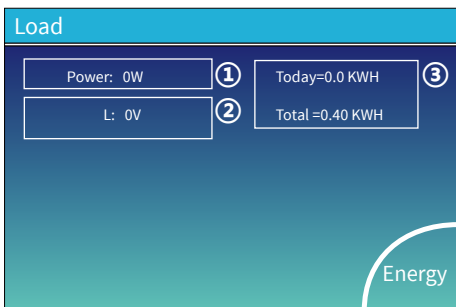 Load
Power: 0W
①
L: 0V
②
Today=0.0 KWH
Total =0.40 KWH
③
Energy